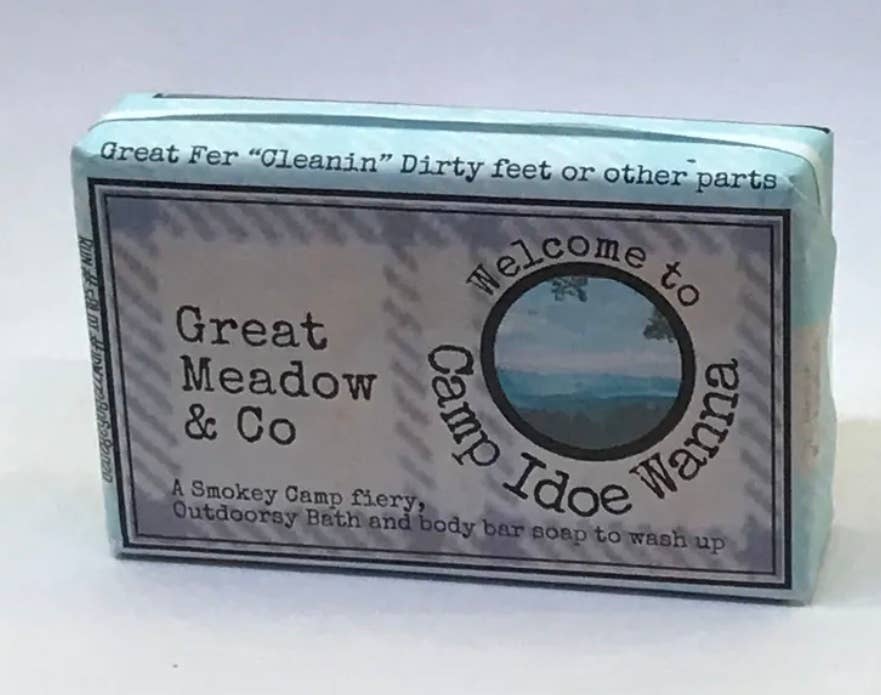 Great Fer “Cleanin” Dirty feet or other parts
Great
Meadow
& Co
Welcome to
Camp Idoe Wanna
A Smokey Camp fiery,
Outdoorsy Bath and body bar soap to wash up